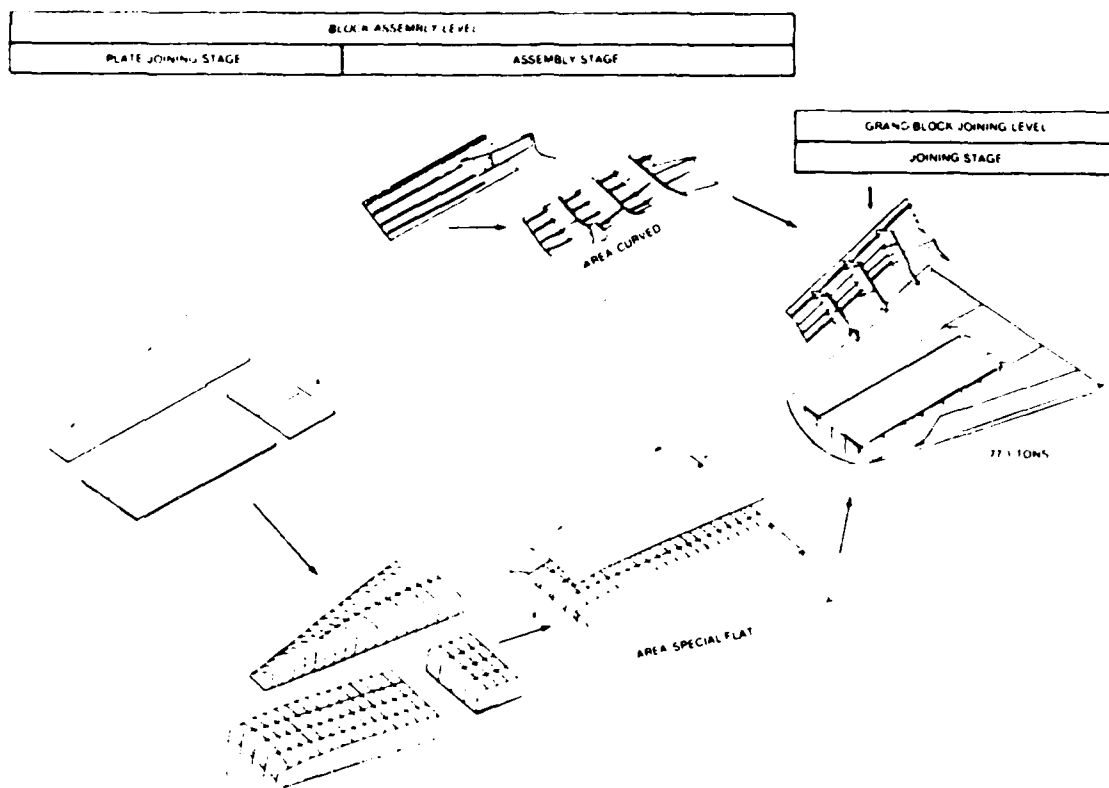 BLOCK ASSEMBLY LEVEL
PLATE JOINING STAGE
ASSEMBLY STAGE
GRAND BLOCK JOINING LEVEL
JOINING STAGE
AREA CURVED
TONS
AREA SPECIAL FLAT